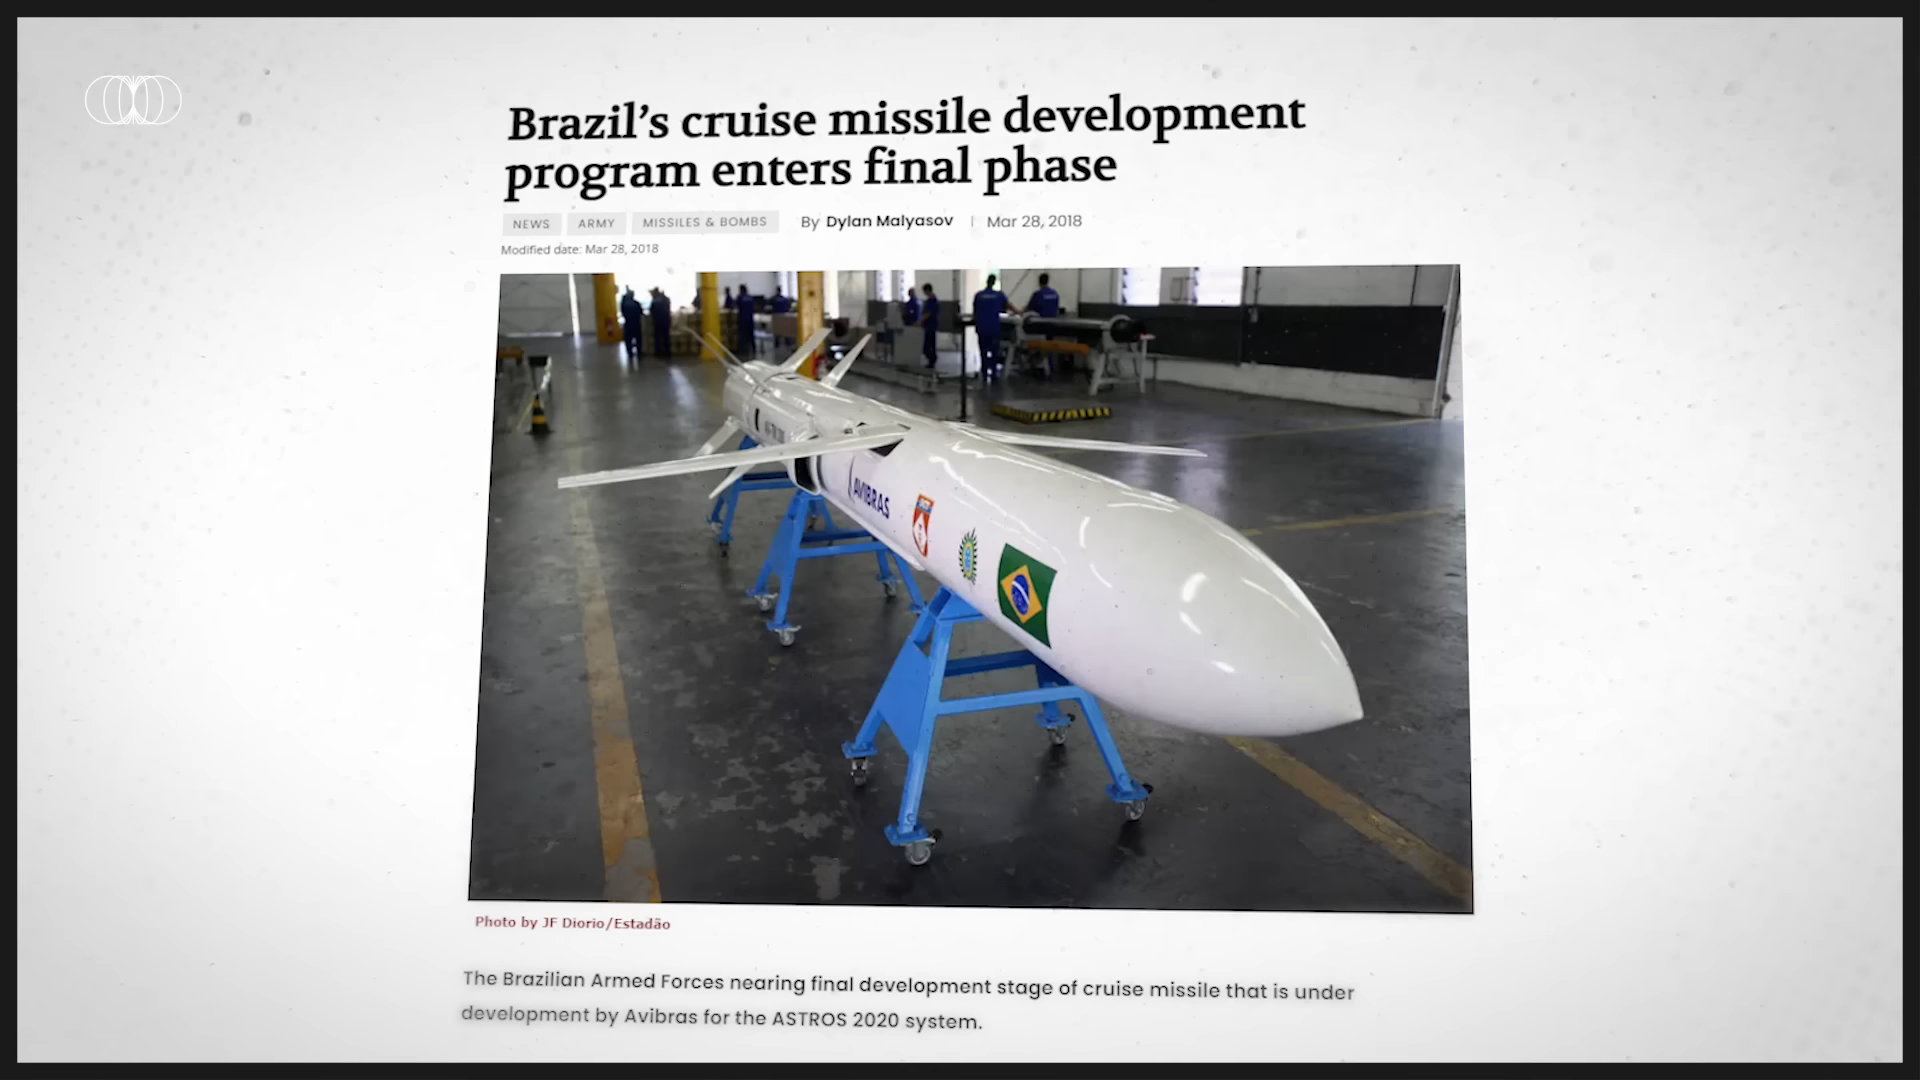 Brazil’s cruise missile development
program enters final phase
NEWS ARMY MISSILES & BOMBS By Dylan Malyasov | Mar 28, 2018
Modified date: Mar 28, 2018
AVIBRAS
Photo by JF Diorio/Estadão
The Brazilian Armed Forces nearing final development stage of cruise missile that is under
development by Avibras for the ASTROS 2020 system.